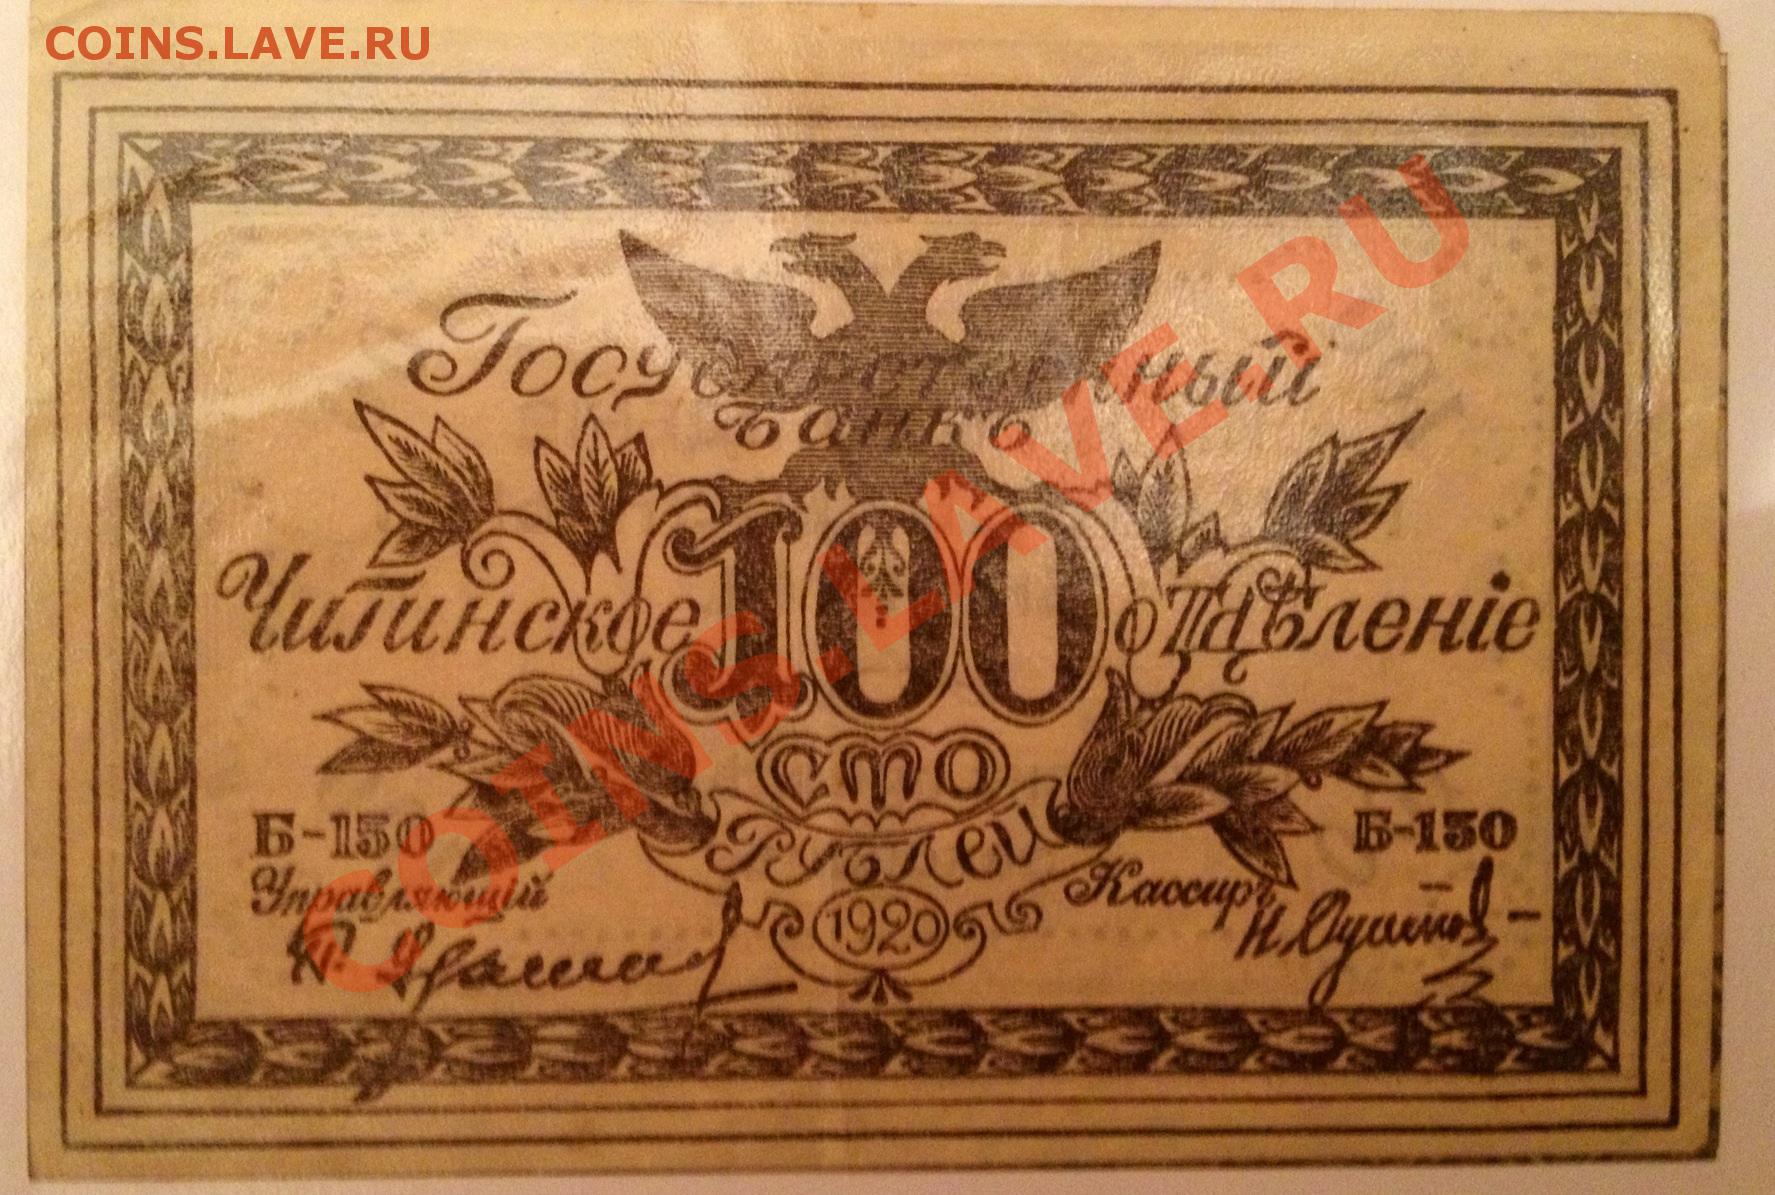 COINS.LAVE.RU
Государственный
Банкъ
Читинское 100 отдѣленіе
сто
рублей
Б-150 Б-150
Управляющій Кассиръ
1920
COINS.LAVE.RU